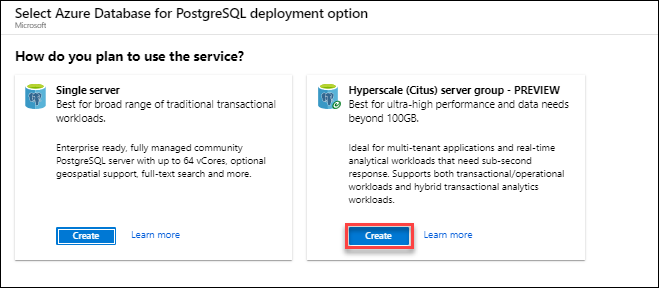 Select Azure Database for PostgreSQL deployment option
Microsoft
How do you plan to use the service?
Single server
Best for broad range of traditional transactional
workloads.
Enterprise ready, fully managed community
PostgreSQL server with up to 64 vCores, optional
geospatial support, full-text search and more.
Create
Learn more
Hyperscale (Citus) server group - PREVIEW
Best for ultra-high performance and data needs
beyond 100GB.
Ideal for multi-tenant applications and real-time
analytical workloads that need sub-second
response. Supports both transactional/operational
workloads and hybrid transactional analytics
workloads.
Create
Learn more